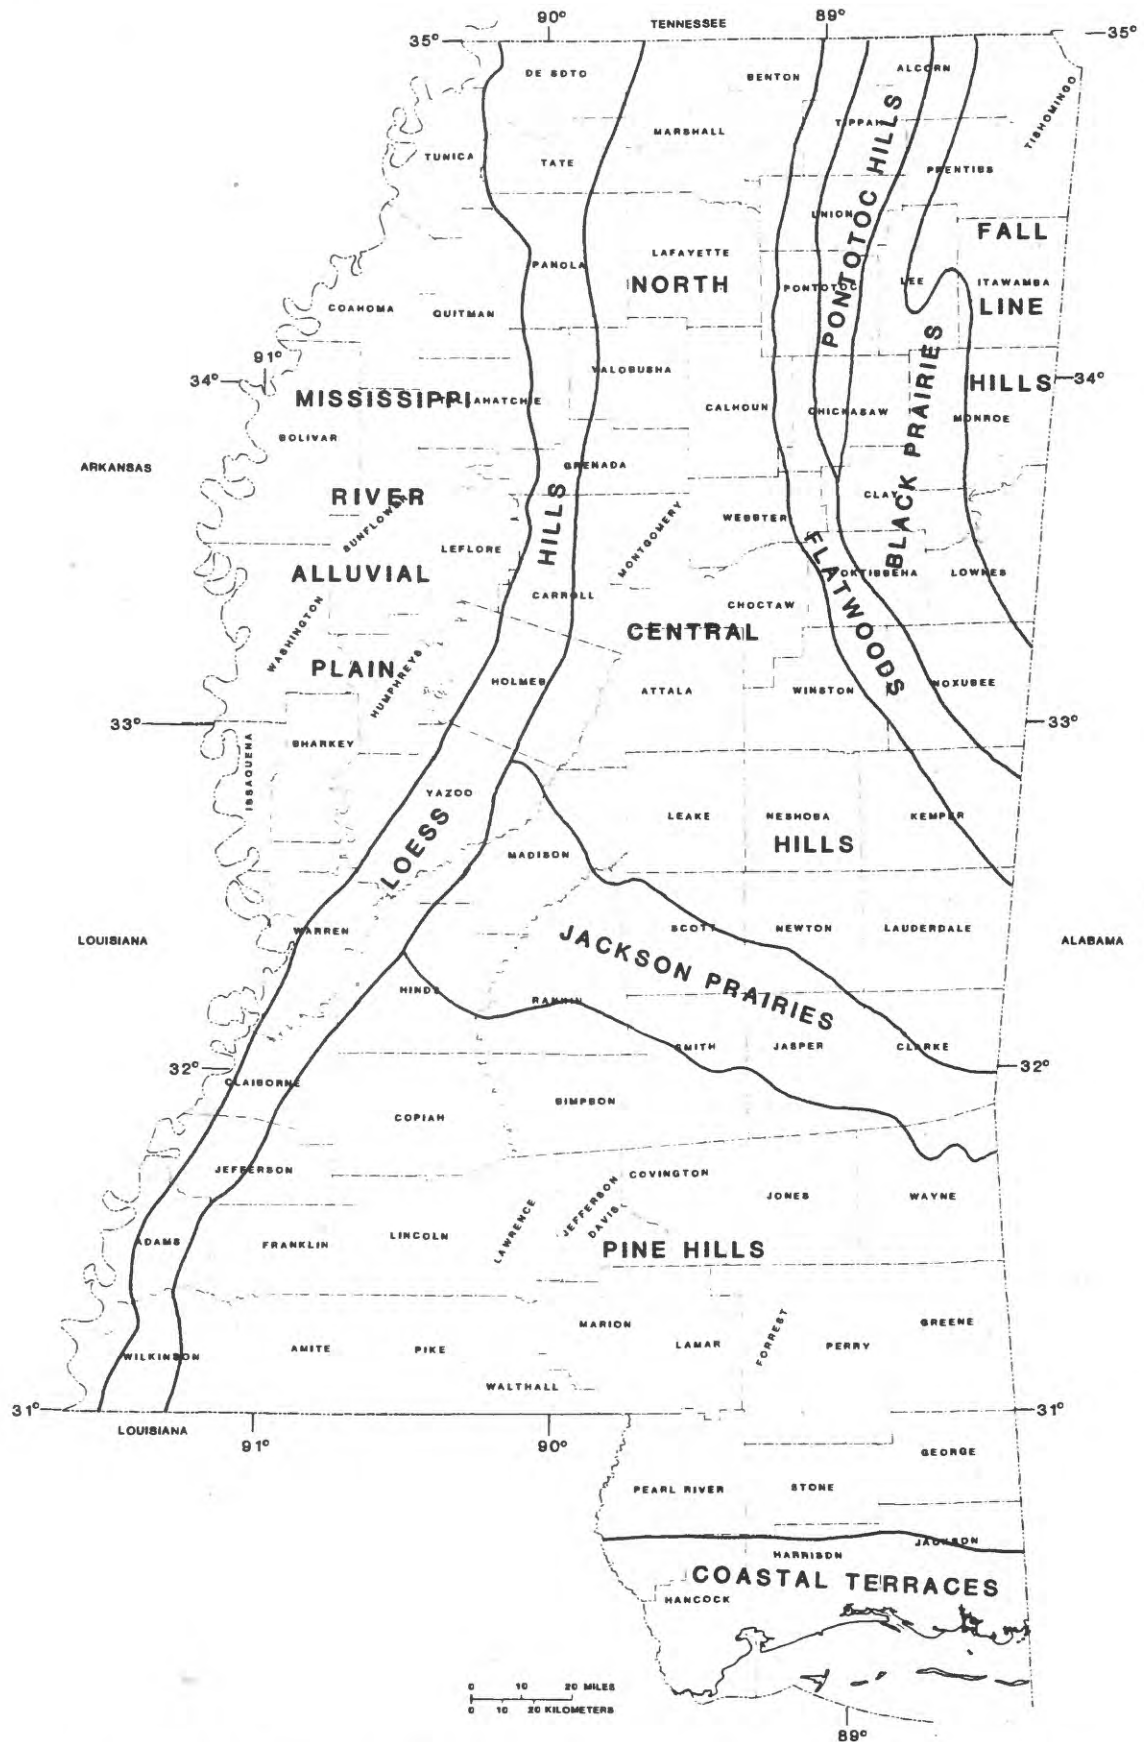 90°
TENNESSEE
89°
35°
35°
DE SOTO
BENTON
ALCORN
TISHOMINGO
TIPPAH
MARSHALL
TUNICA
TATE
PRENTISS
PONTOTOC HILLS
UNION
FALL
LAFAYETTE
PANOLA
NORTH
PONTOTOC
LEE
ITAWAMBA
LINE
COAHOMA
QUITMAN
91°
34°
YALOBUSHA
HILLS
34°
MISSISSIPPI
TALLAHATCHIE
CALHOUN
CHICKASAW
MONROE
BLACK PRAIRIES
BOLIVAR
ARKANSAS
GRENADA
CLAY
RIVER
SUNFLOWER
HILLS
MONTGOMERY
WEBSTER
FLATWOODS
LEFLORE
ALLUVIAL
OKTIBBEHA
LOWNES
CARROLL
CHOCTAW
WASHINGTON
CENTRAL
PLAIN
HUMPHREYS
HOLMES
ATTALA
WINSTON
NOXUBEE
33°
33°
SHARKEY
ISSAQUENA
YAZOO
LEAKE
NESHOBA
KEMPER
LOESS
MADISON
HILLS
LOUISIANA
WARREN
SCOTT
NEWTON
LAUDERDALE
ALABAMA
JACKSON PRAIRIES
HINDS
RANKIN
SMITH
JASPER
CLARKE
32°
32°
CLAIBORNE
COPIAH
SIMPSON
JEFFERSON
COVINGTON
JONES
WAYNE
JEFFERSON
DAVIS
LAWRENCE
ADAMS
FRANKLIN
LINCOLN
PINE HILLS
MARION
GREENE
WILKINSON
AMITE
PIKE
LAMAR
FORREST
PERRY
WALTHALL
31°
31°
LOUISIANA
91°
90°
GEORGE
PEARL RIVER
STONE
JACKSON
HARRISON
COASTAL TERRACES
HANCOCK
0 10 20 MILES
0 10 20 KILOMETERS
89°